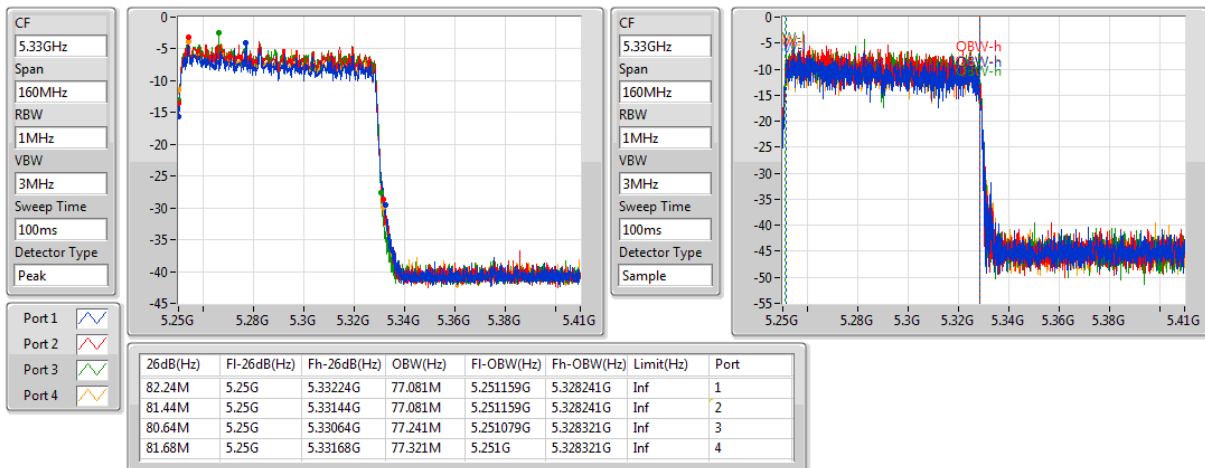 CF
5.33GHz
Span
160MHz
RBW
1MHz
VBW
3MHz
Sweep Time
100ms
Detector Type
Peak
0
-5
-10
-15
-20
-25
-30
-35
-40
-45
5.25G 5.28G 5.3G 5.32G 5.34G 5.36G 5.38G 5.41G
CF
5.33GHz
Span
160MHz
RBW
1MHz
VBW
3MHz
Sweep Time
100ms
Detector Type
Sample
0
-5
-10
-15
-20
-25
-30
-35
-40
-45
-50
-55
OBW-h
OBW-h
5.25G 5.28G 5.3G 5.32G 5.34G 5.36G 5.38G 5.41G
Port 1
Port 2
Port 3
Port 4
26dB(Hz) Fl-26dB(Hz) Fh-26dB(Hz) OBW(Hz) Fl-OBW(Hz) Fh-OBW(Hz) Limit(Hz) Port
82.24M 5.25G 5.33224G 77.081M 5.251159G 5.328241G Inf 1
81.44M 5.25G 5.33144G 77.081M 5.251159G 5.328241G Inf 2
80.64M 5.25G 5.33064G 77.241M 5.251079G 5.328321G Inf 3
81.68M 5.25G 5.33168G 77.321M 5.251G 5.328321G Inf 4